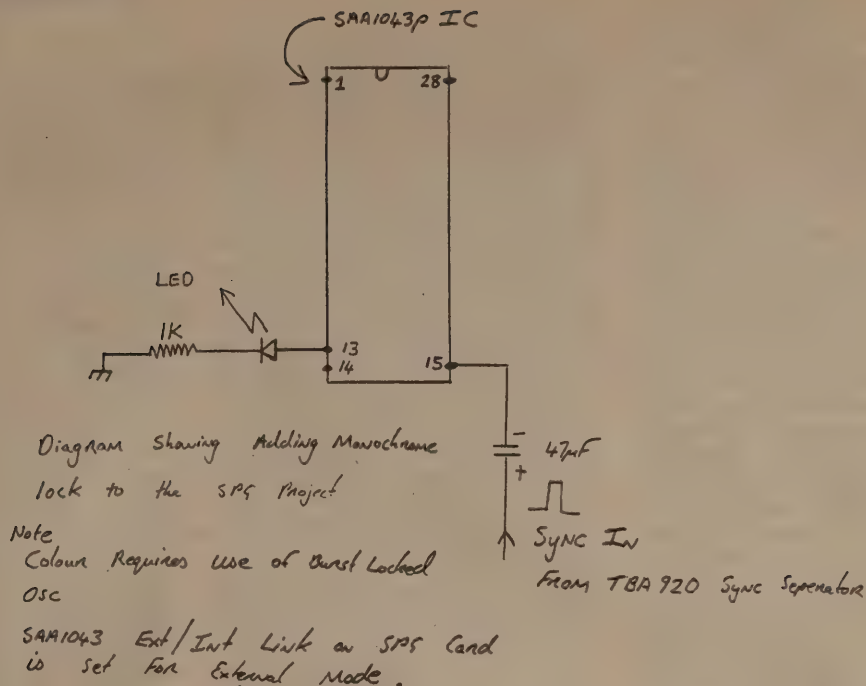 SAA1043p IC
1
28
LED
1K
13
14
15
Diagram Showing Adding Monochrome
lock to the SPG Project
47µF
-
+
Sync In
From TBA 920 Sync Seperator
Note
Colour Requires use of Burst Locked
Osc
SAA1043 Ext/Int Link on SPG Card
is set For External Mode.